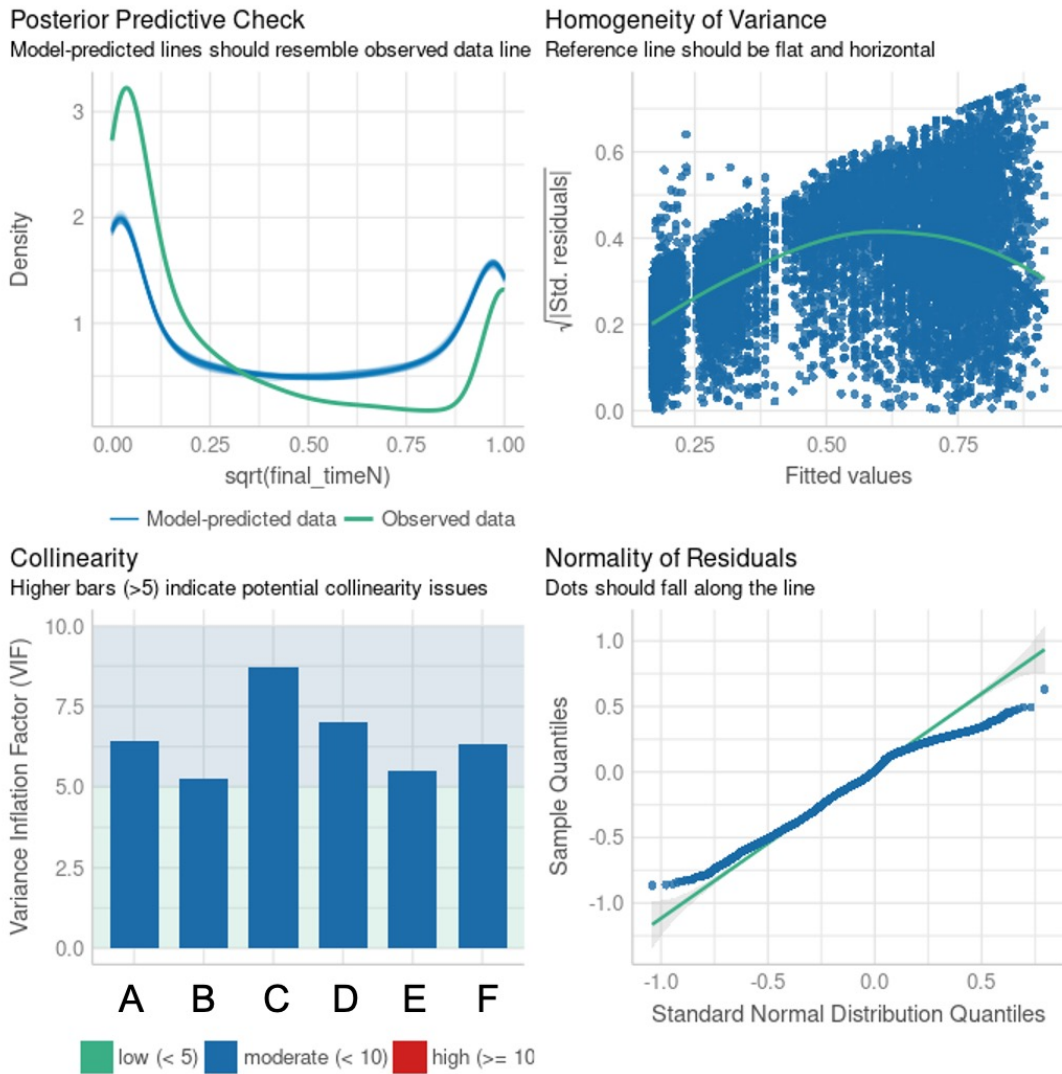 Posterior Predictive Check
Model-predicted lines should resemble observed data line
Density
3
2
1
0.00 0.25 0.50 0.75 1.00
sqrt(final_timeN)
Model-predicted data Observed data
Homogeneity of Variance
Reference line should be flat and horizontal
√|Std. residuals|
0.6
0.4
0.2
0.0
0.25 0.50 0.75
Fitted values
Collinearity
Higher bars (>5) indicate potential collinearity issues
Variance Inflation Factor (VIF)
10.0
7.5
5.0
2.5
0.0
A B C D E F
low (< 5) moderate (< 10) high (>= 10
Normality of Residuals
Dots should fall along the line
Sample Quantiles
1.0
0.5
0.0
-0.5
-1.0
-1.0 -0.5 0.0 0.5
Standard Normal Distribution Quantiles